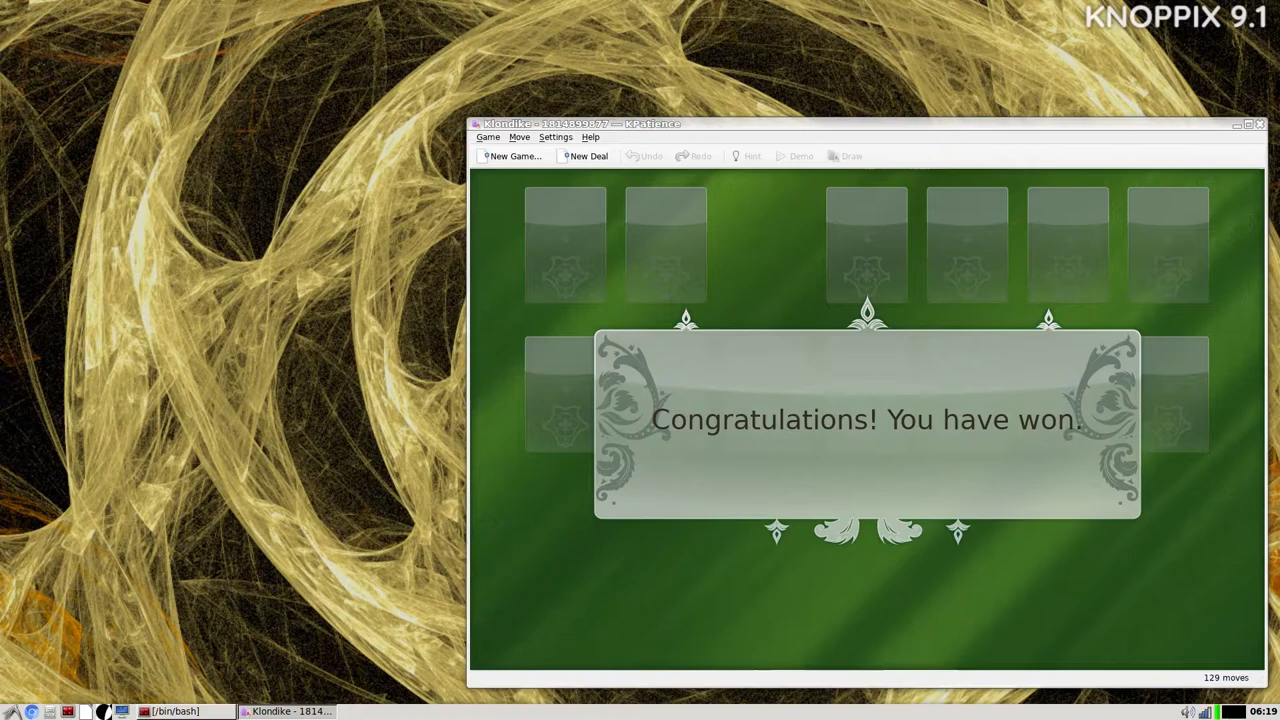 KNOPPIX 9.1
Klondike - 1814899877 — KPatience
Game Move Settings Help
New Game... New Deal Undo Redo Hint Demo Draw
Congratulations! You have won.
129 moves
[/bin/bash] Klondike - 1814... 06:19